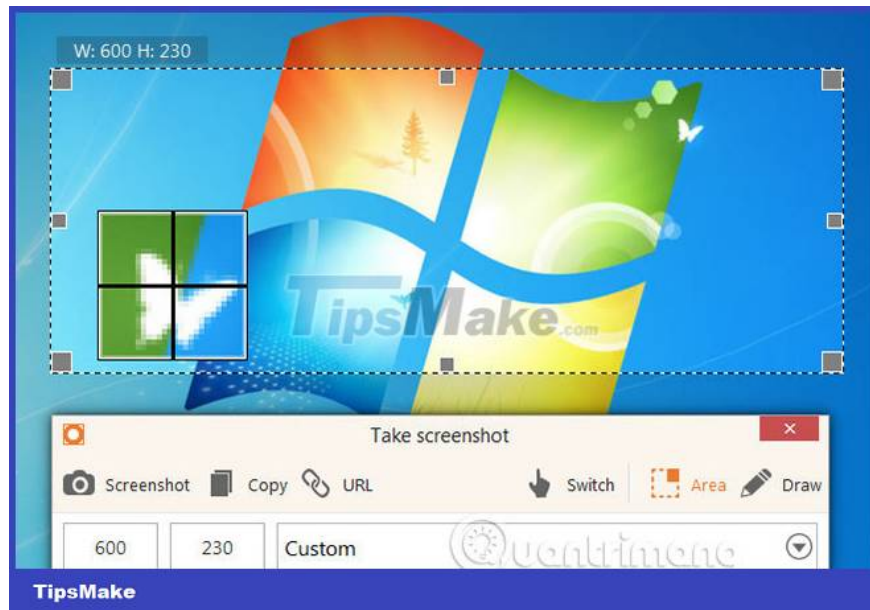 W: 600 H: 230
TipsMake.com
Take screenshot
Screenshot Copy URL Switch Area Draw
600 230 Custom
Quantrimang
TipsMake